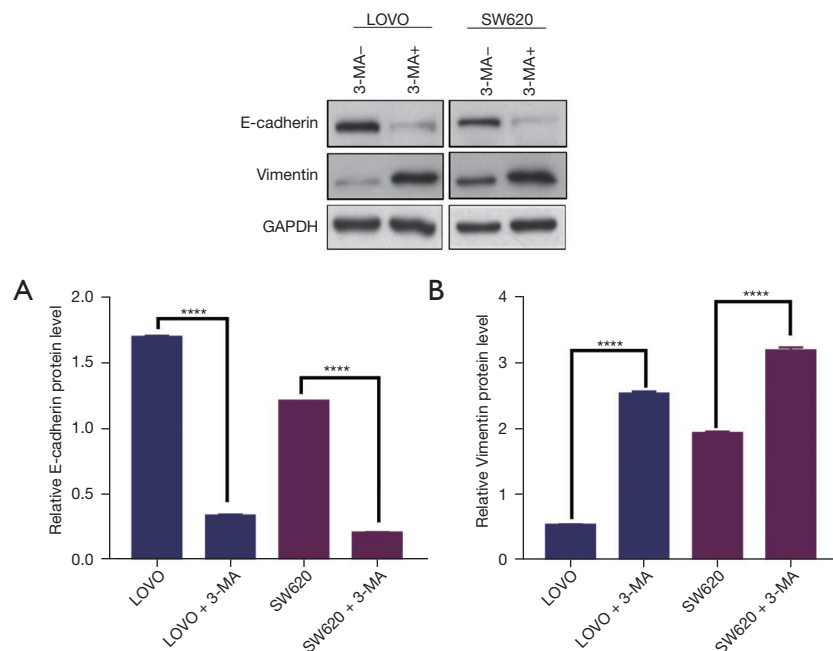 LOVO SW620
3-MA– 3-MA+ 3-MA– 3-MA+
E-cadherin
Vimentin
GAPDH
A
Relative E-cadherin protein level
2.0
1.5
1.0
0.5
0.0
****
****
LOVO
LOVO + 3-MA
SW620
SW620 + 3-MA
B
Relative Vimentin protein level
4
3
2
1
0
****
****
LOVO
LOVO + 3-MA
SW620
SW620 + 3-MA